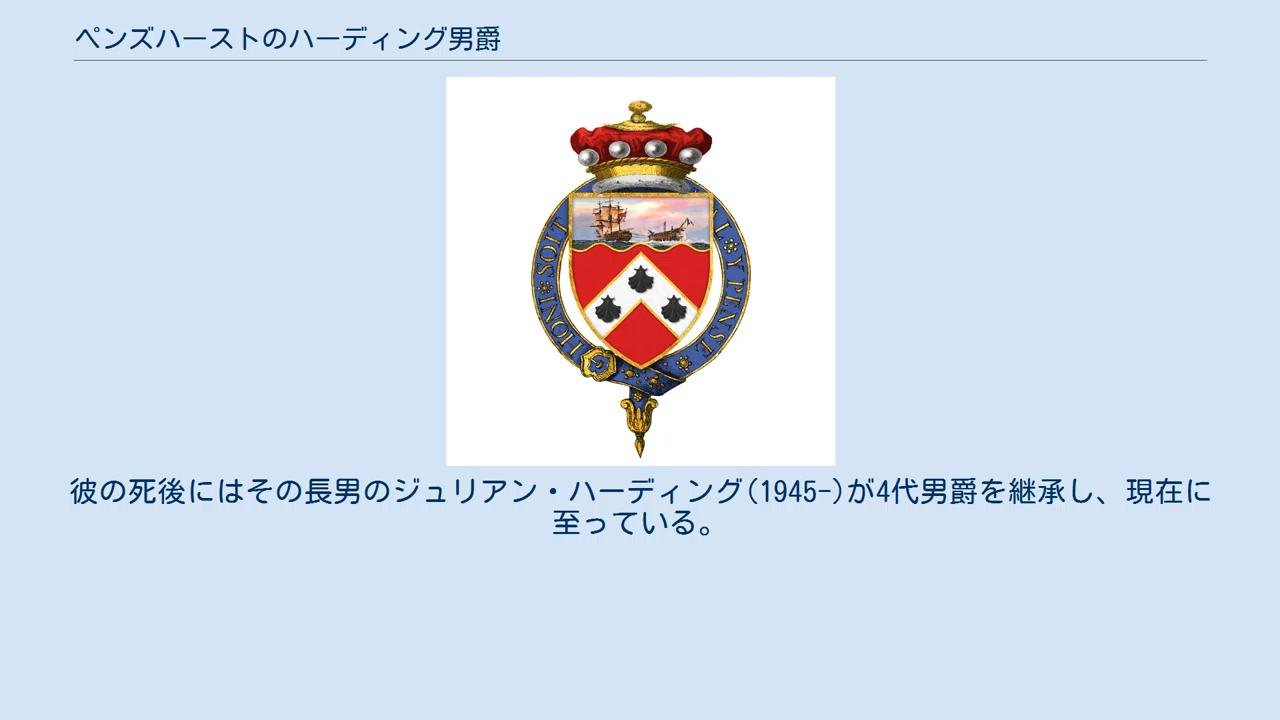 ペンズハーストのハーディング男爵
HONI·SOIT
L·Y PENSE
彼の死後にはその長男のジュリアン・ハーディング(1945-)が4代男爵を継承し、現在に
至っている。